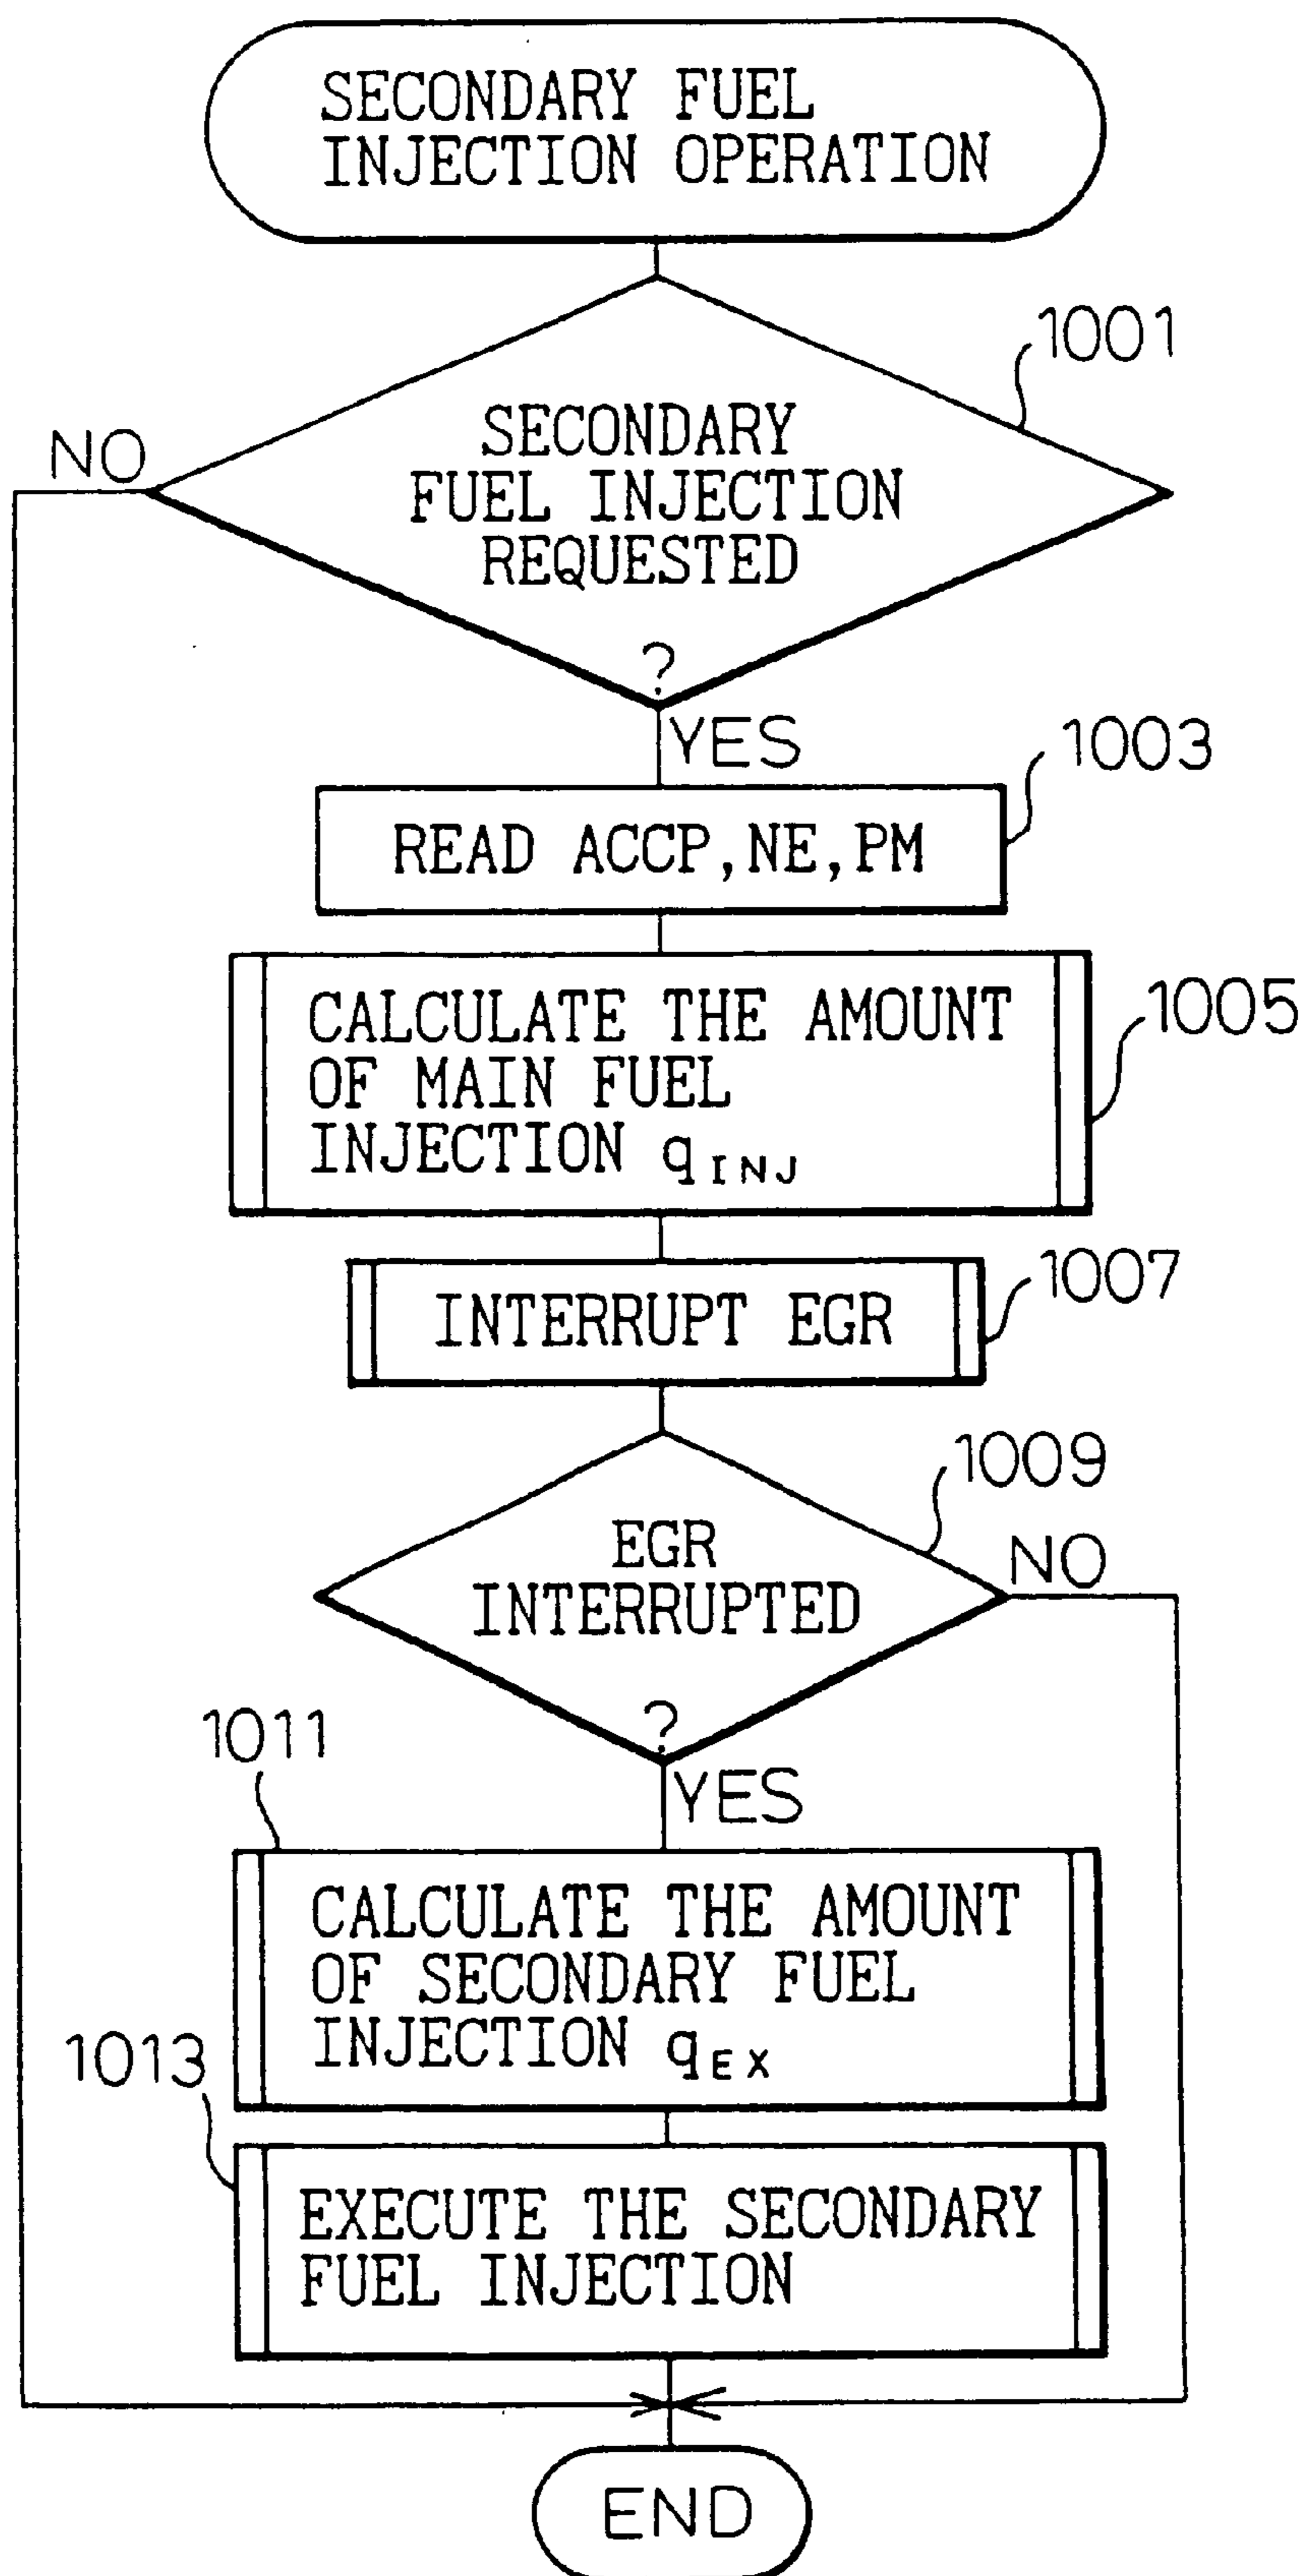 SECONDARY FUEL
INJECTION OPERATION
1001
NO
SECONDARY
FUEL INJECTION
REQUESTED
?
YES
1003
READ ACCP, NE, PM
CALCULATE THE AMOUNT
OF MAIN FUEL
INJECTION qINJ
1005
1007
INTERRUPT EGR
1009
EGR
INTERRUPTED
?
NO
YES
1011
CALCULATE THE AMOUNT
OF SECONDARY FUEL
INJECTION qEX
1013
EXECUTE THE SECONDARY
FUEL INJECTION
END